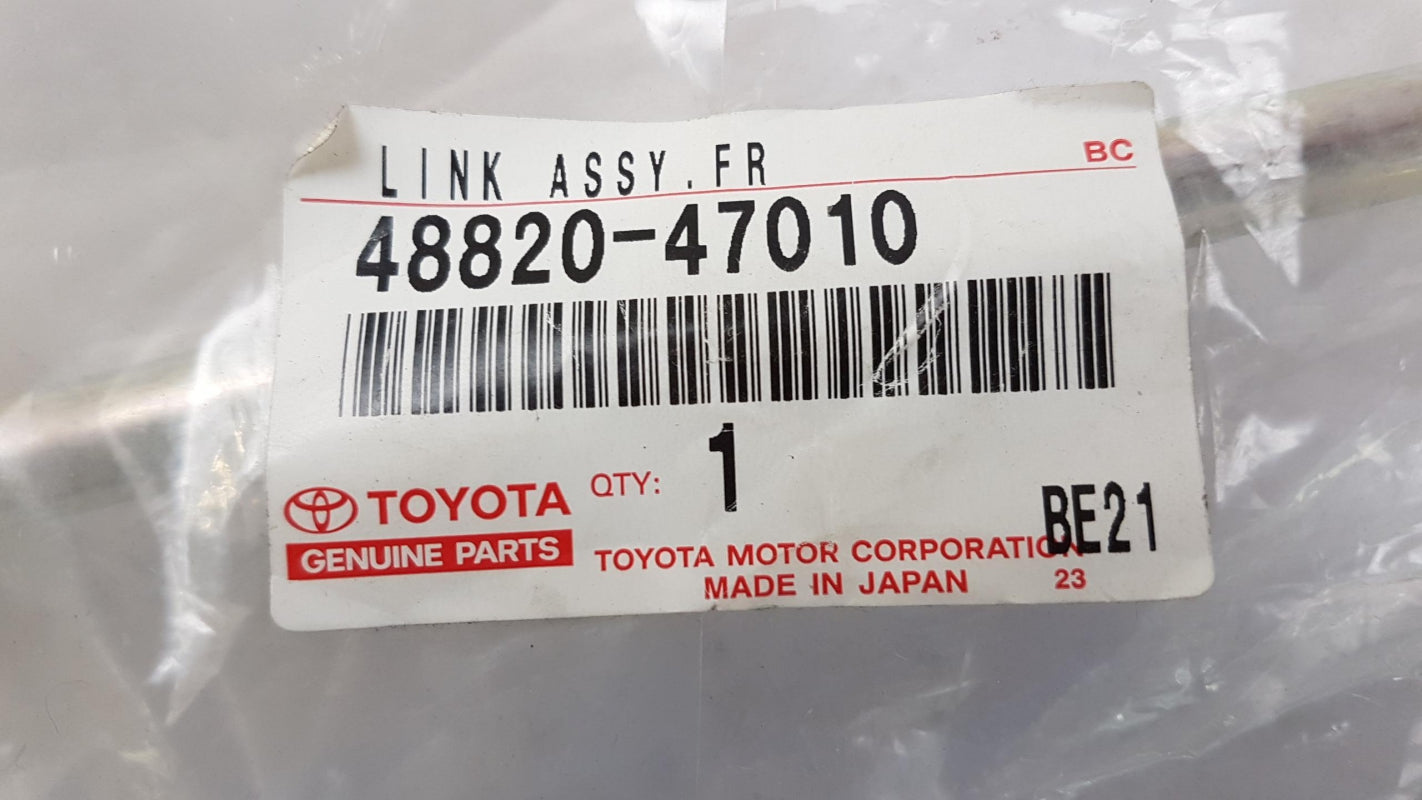 LINK ASSY.FR
BC
48820-47010
QTY: 1
TOYOTA
GENUINE PARTS
BE21
TOYOTA MOTOR CORPORATION
MADE IN JAPAN 23